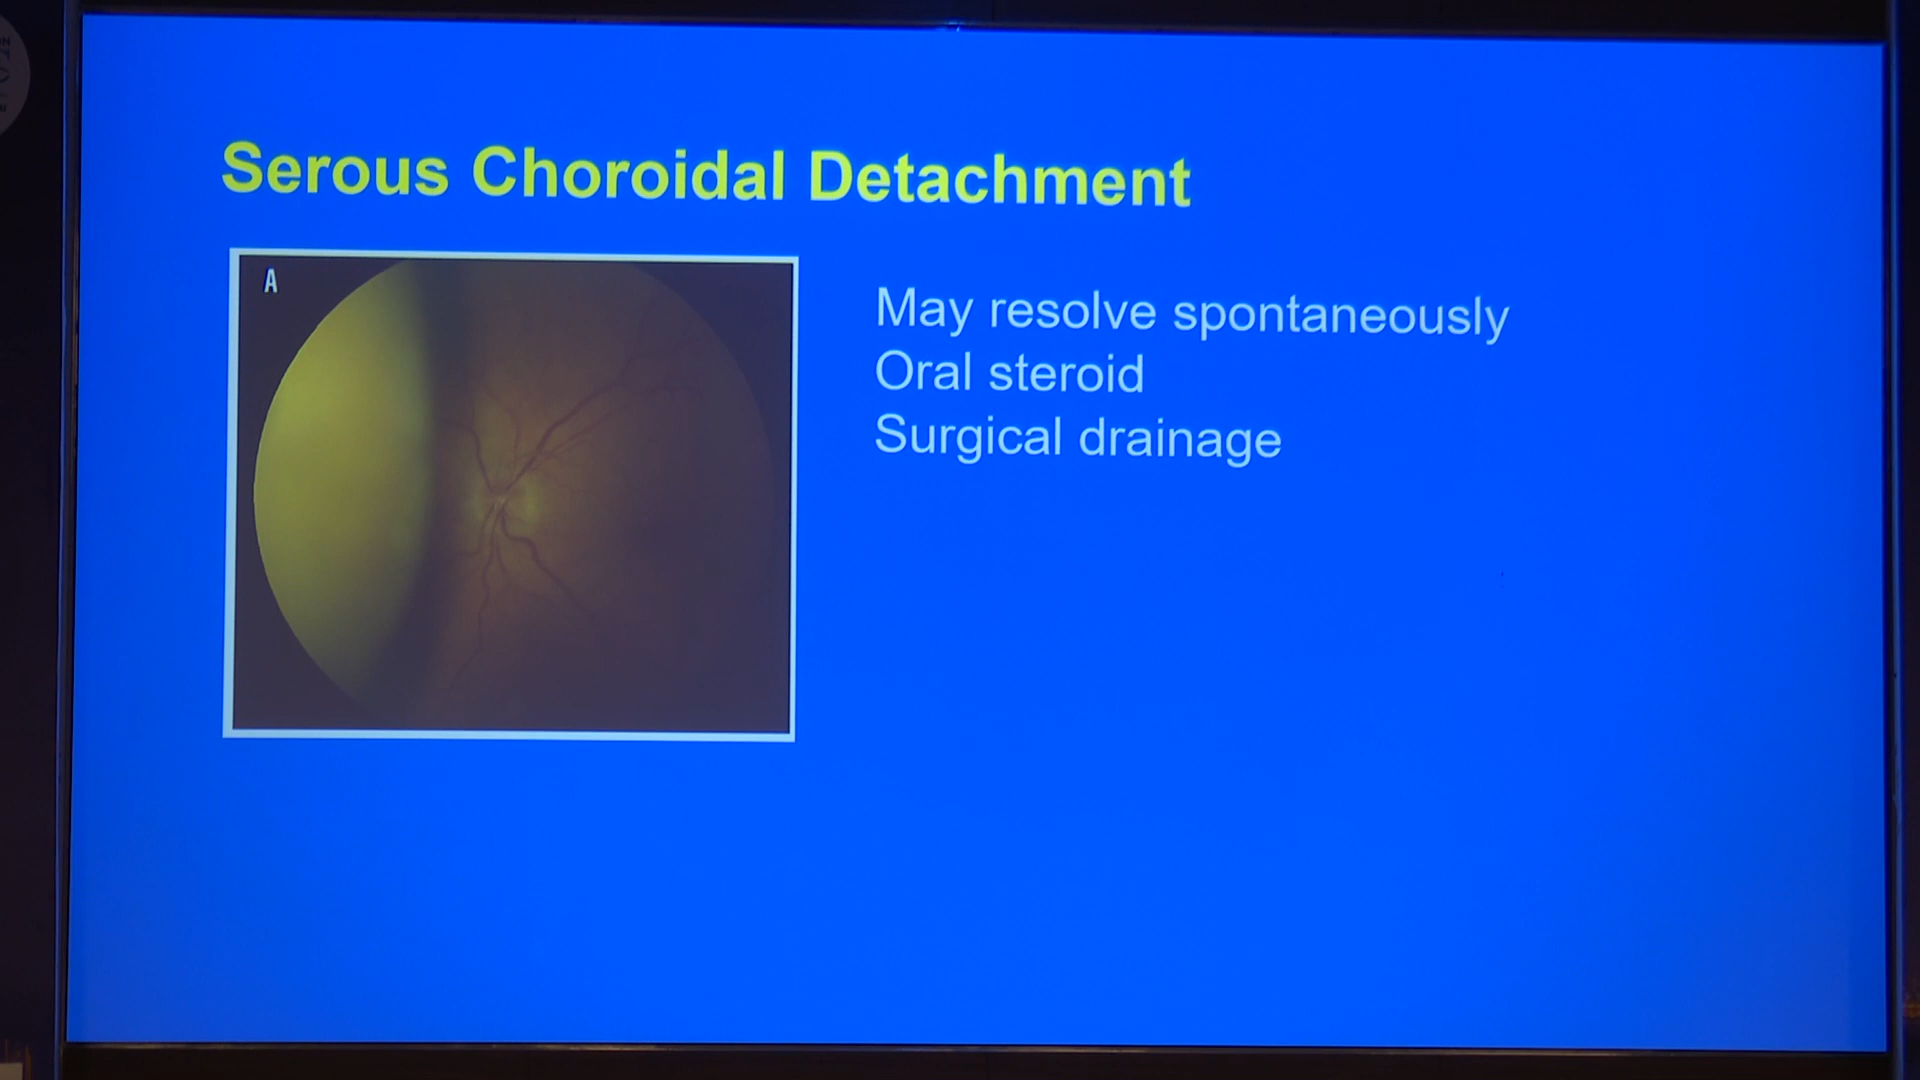 Serous Choroidal Detachment
A
May resolve spontaneously
Oral steroid
Surgical drainage